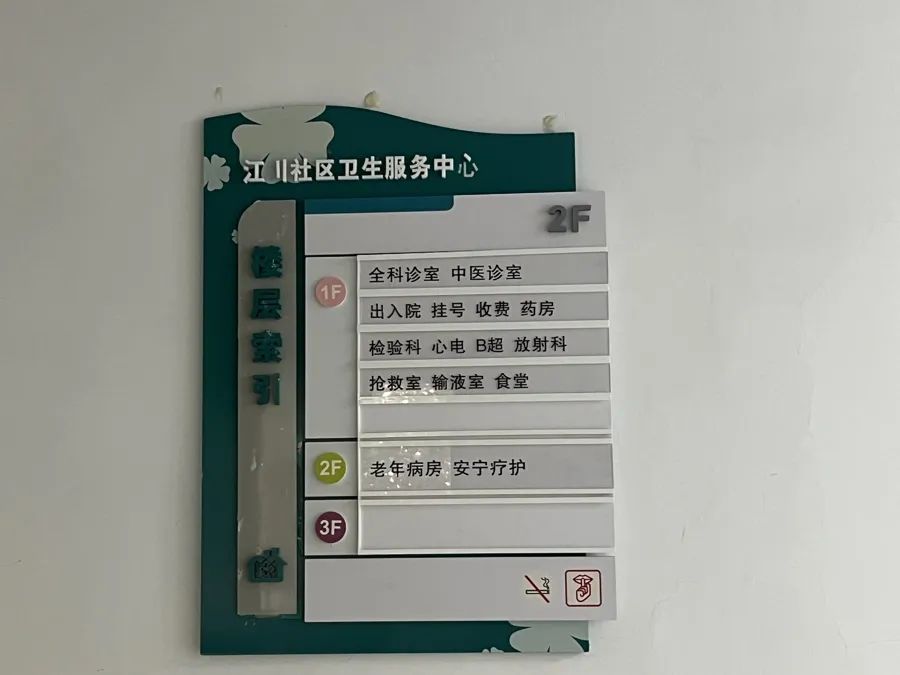 江川社区卫生服务中心
2F
楼层索引
1F
全科诊室 中医诊室
出入院 挂号 收费 药房
检验科 心电 B超 放射科
抢救室 输液室 食堂
2F
老年病房 安宁疗护
3F